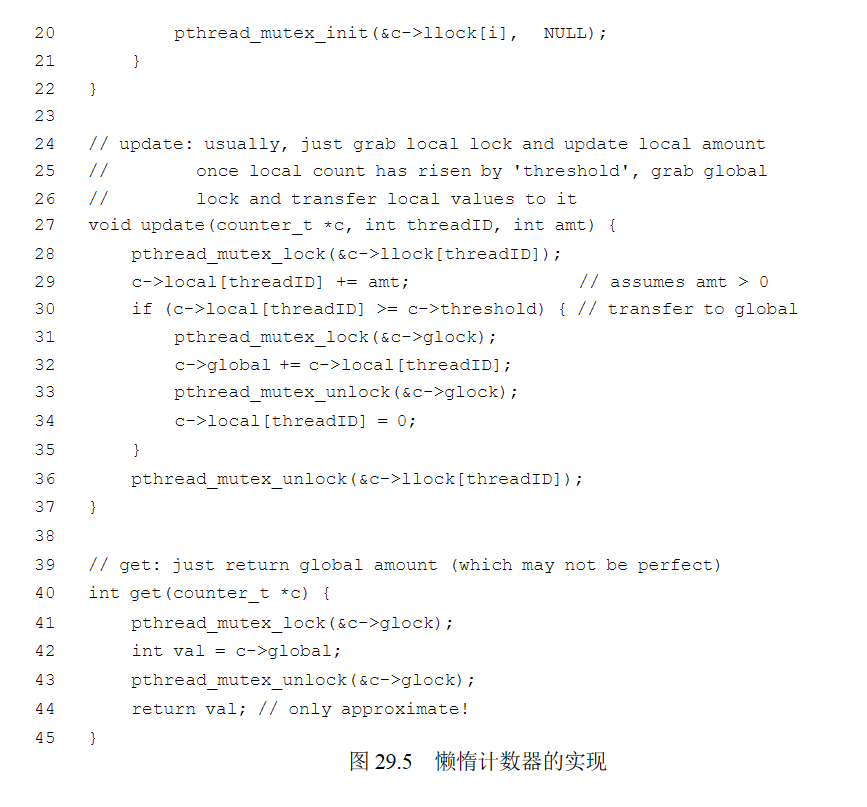 20        pthread_mutex_init(&c->llock[i],  NULL);
21    }
22 }
23
24 // update: usually, just grab local lock and update local amount
25 //         once local count has risen by 'threshold', grab global
26 //         lock and transfer local values to it
27 void update(counter_t *c, int threadID, int amt) {
28     pthread_mutex_lock(&c->llock[threadID]);
29     c->local[threadID] += amt;                // assumes amt > 0
30     if (c->local[threadID] >= c->threshold) { // transfer to global
31         pthread_mutex_lock(&c->glock);
32         c->global += c->local[threadID];
33         pthread_mutex_unlock(&c->glock);
34         c->local[threadID] = 0;
35     }
36     pthread_mutex_unlock(&c->llock[threadID]);
37 }
38
39 // get: just return global amount (which may not be perfect)
40 int get(counter_t *c) {
41     pthread_mutex_lock(&c->glock);
42     int val = c->global;
43     pthread_mutex_unlock(&c->glock);
44     return val; // only approximate!
45 }
图 29.5 懒惰计数器的实现